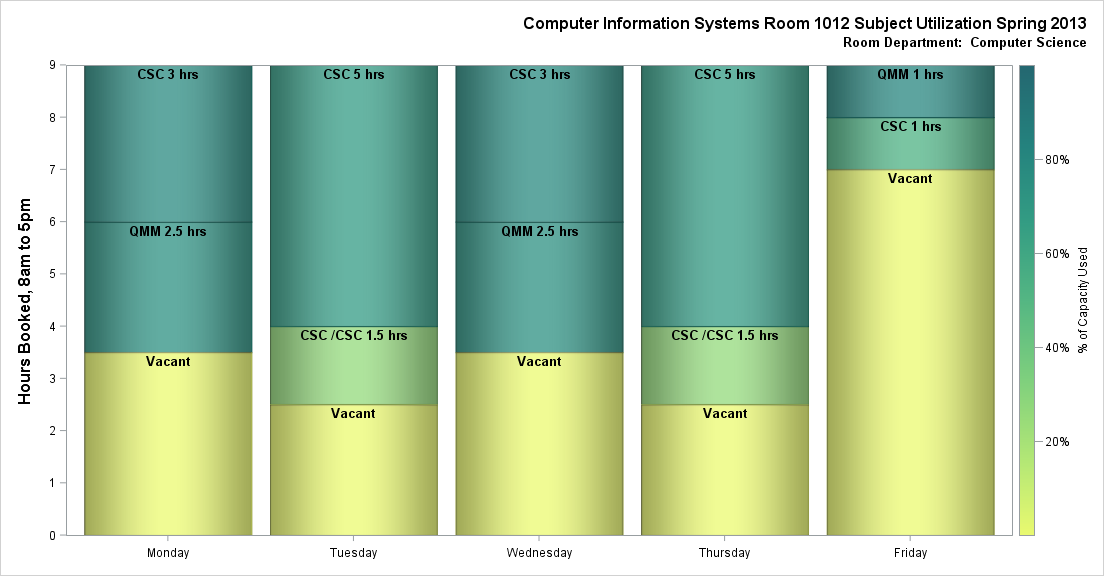 Computer Information Systems Room 1012 Subject Utilization Spring 2013
Room Department:  Computer Science
Hours Booked, 8am to 5pm
9
8
7
6
5
4
3
2
1
0
CSC 3 hrs
QMM 2.5 hrs
Vacant
CSC 5 hrs
CSC /CSC 1.5 hrs
Vacant
CSC 3 hrs
QMM 2.5 hrs
Vacant
CSC 5 hrs
CSC /CSC 1.5 hrs
Vacant
QMM 1 hrs
CSC 1 hrs
Vacant
Monday
Tuesday
Wednesday
Thursday
Friday
80%
60%
40%
20%
% of Capacity Used